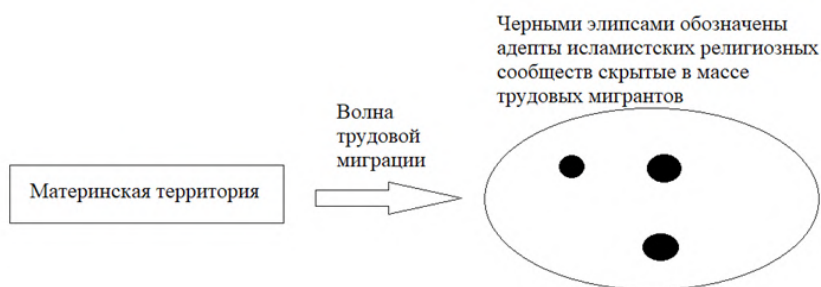 Черными элипсами обозначены
адепты исламистских религиозных
сообществ скрытые в массе
трудовых мигрантов
Волна
трудовой
миграции
Материнская территория